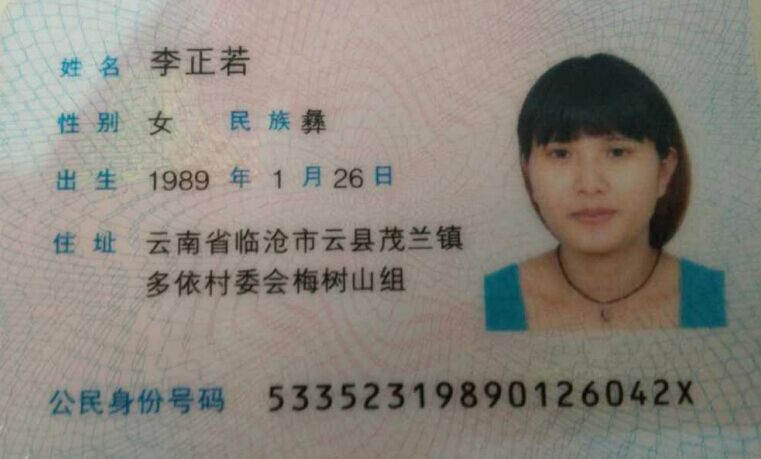 姓名 李正若
性别 女 民族 彝
出生 1989 年 1 月 26 日
住址 云南省临沧市云县茂兰镇
多依村委会梅树山组
公民身份号码 53352319890126042X